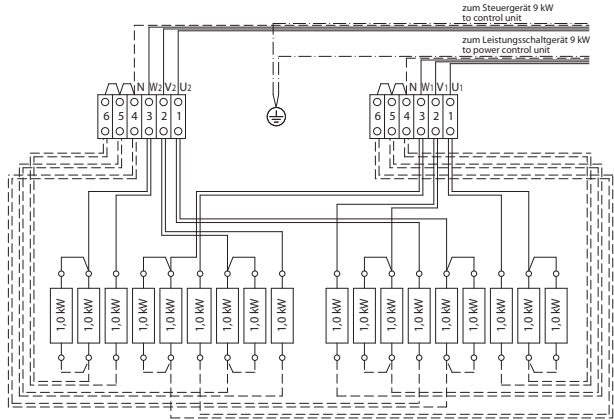 zum Steuergerät 9 kW
to control unit
zum Leistungsschaltgerät 9 kW
to power control unit
N W2 V2 U2
N W1 V1 U1
6 5 4 3 2 1
6 5 4 3 2 1
1,0 kW 1,0 kW 1,0 kW 1,0 kW 1,0 kW 1,0 kW 1,0 kW 1,0 kW 1,0 kW
1,0 kW 1,0 kW 1,0 kW 1,0 kW 1,0 kW 1,0 kW 1,0 kW 1,0 kW 1,0 kW